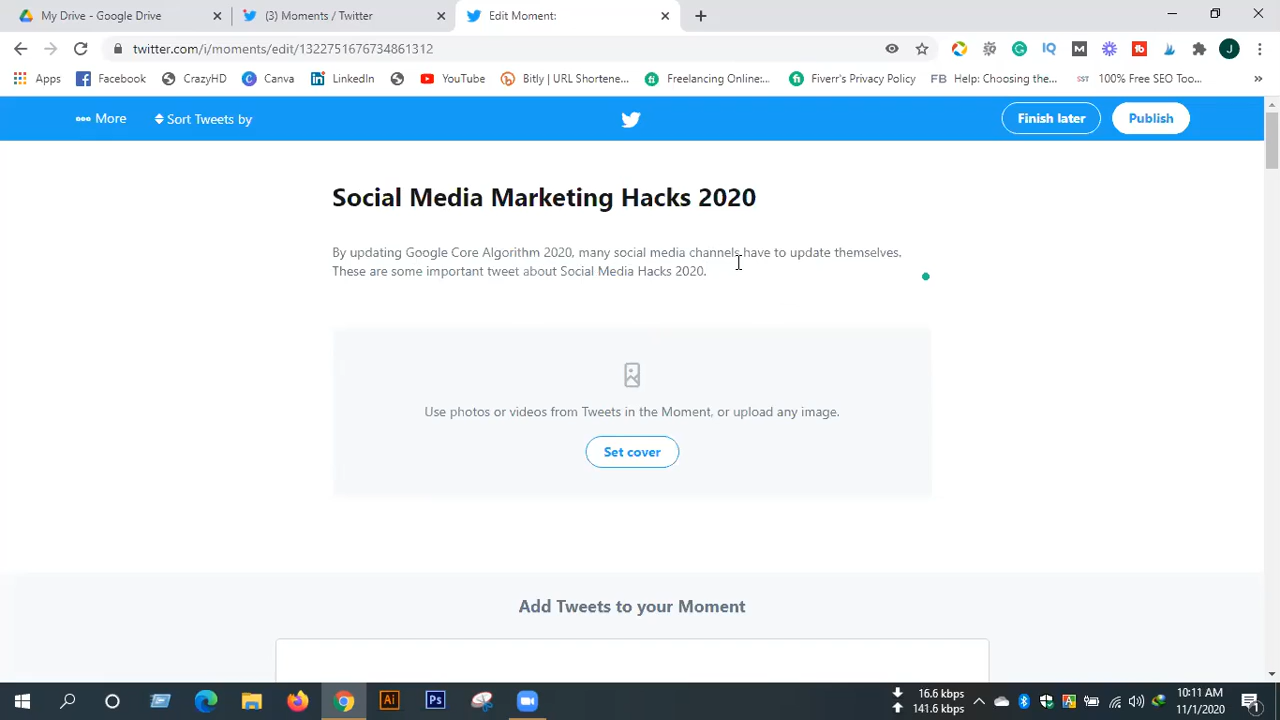 My Drive - Google Drive
(3) Moments / Twitter
Edit Moment:
twitter.com/i/moments/edit/1322751676734861312
Apps
Facebook
CrazyHD
Canva
LinkedIn
YouTube
Bitly | URL Shortene...
Freelancing Online:...
Fiverr's Privacy Policy
FB Help: Choosing the...
SST 100% Free SEO Too...
More
Sort Tweets by
Finish later
Publish
Social Media Marketing Hacks 2020
By updating Google Core Algorithm 2020, many social media channels have to update themselves.
These are some important tweet about Social Media Hacks 2020.
Use photos or videos from Tweets in the Moment, or upload any image.
Set cover
Add Tweets to your Moment
16.6 kbps
141.6 kbps
10:11 AM
11/1/2020